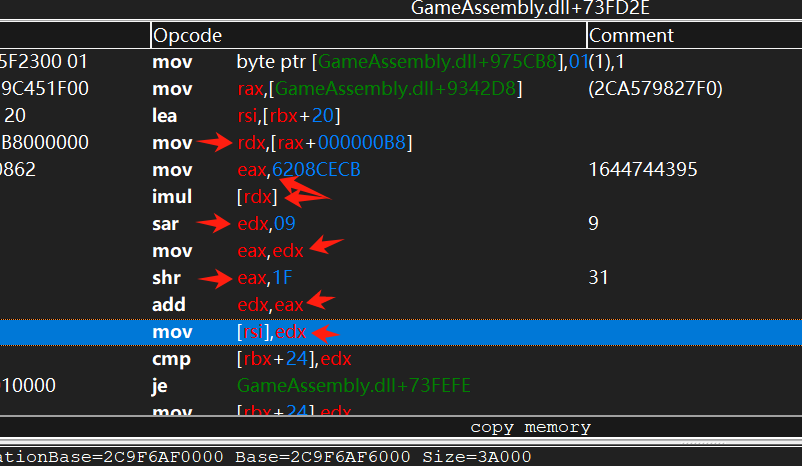 GameAssembly.dll+73FD2E
Opcode Comment
5F2300 01 mov byte ptr [GameAssembly.dll+975CB8],01 (1),1
9C451F00 mov rax,[GameAssembly.dll+9342D8] (2CA579827F0)
20 lea rsi,[rbx+20]
B8000000 mov rdx,[rax+000000B8]
0862 mov eax,6208CECB 1644744395
imul [rdx]
sar edx,09 9
mov eax,edx
shr eax,1F 31
add edx,eax
mov [rsi],edx
cmp [rbx+24],edx
010000 je GameAssembly.dll+73FEFE
mov [rbx+24],edx
copy memory
ationBase=2C9F6AF0000 Base=2C9F6AF6000 Size=3A000